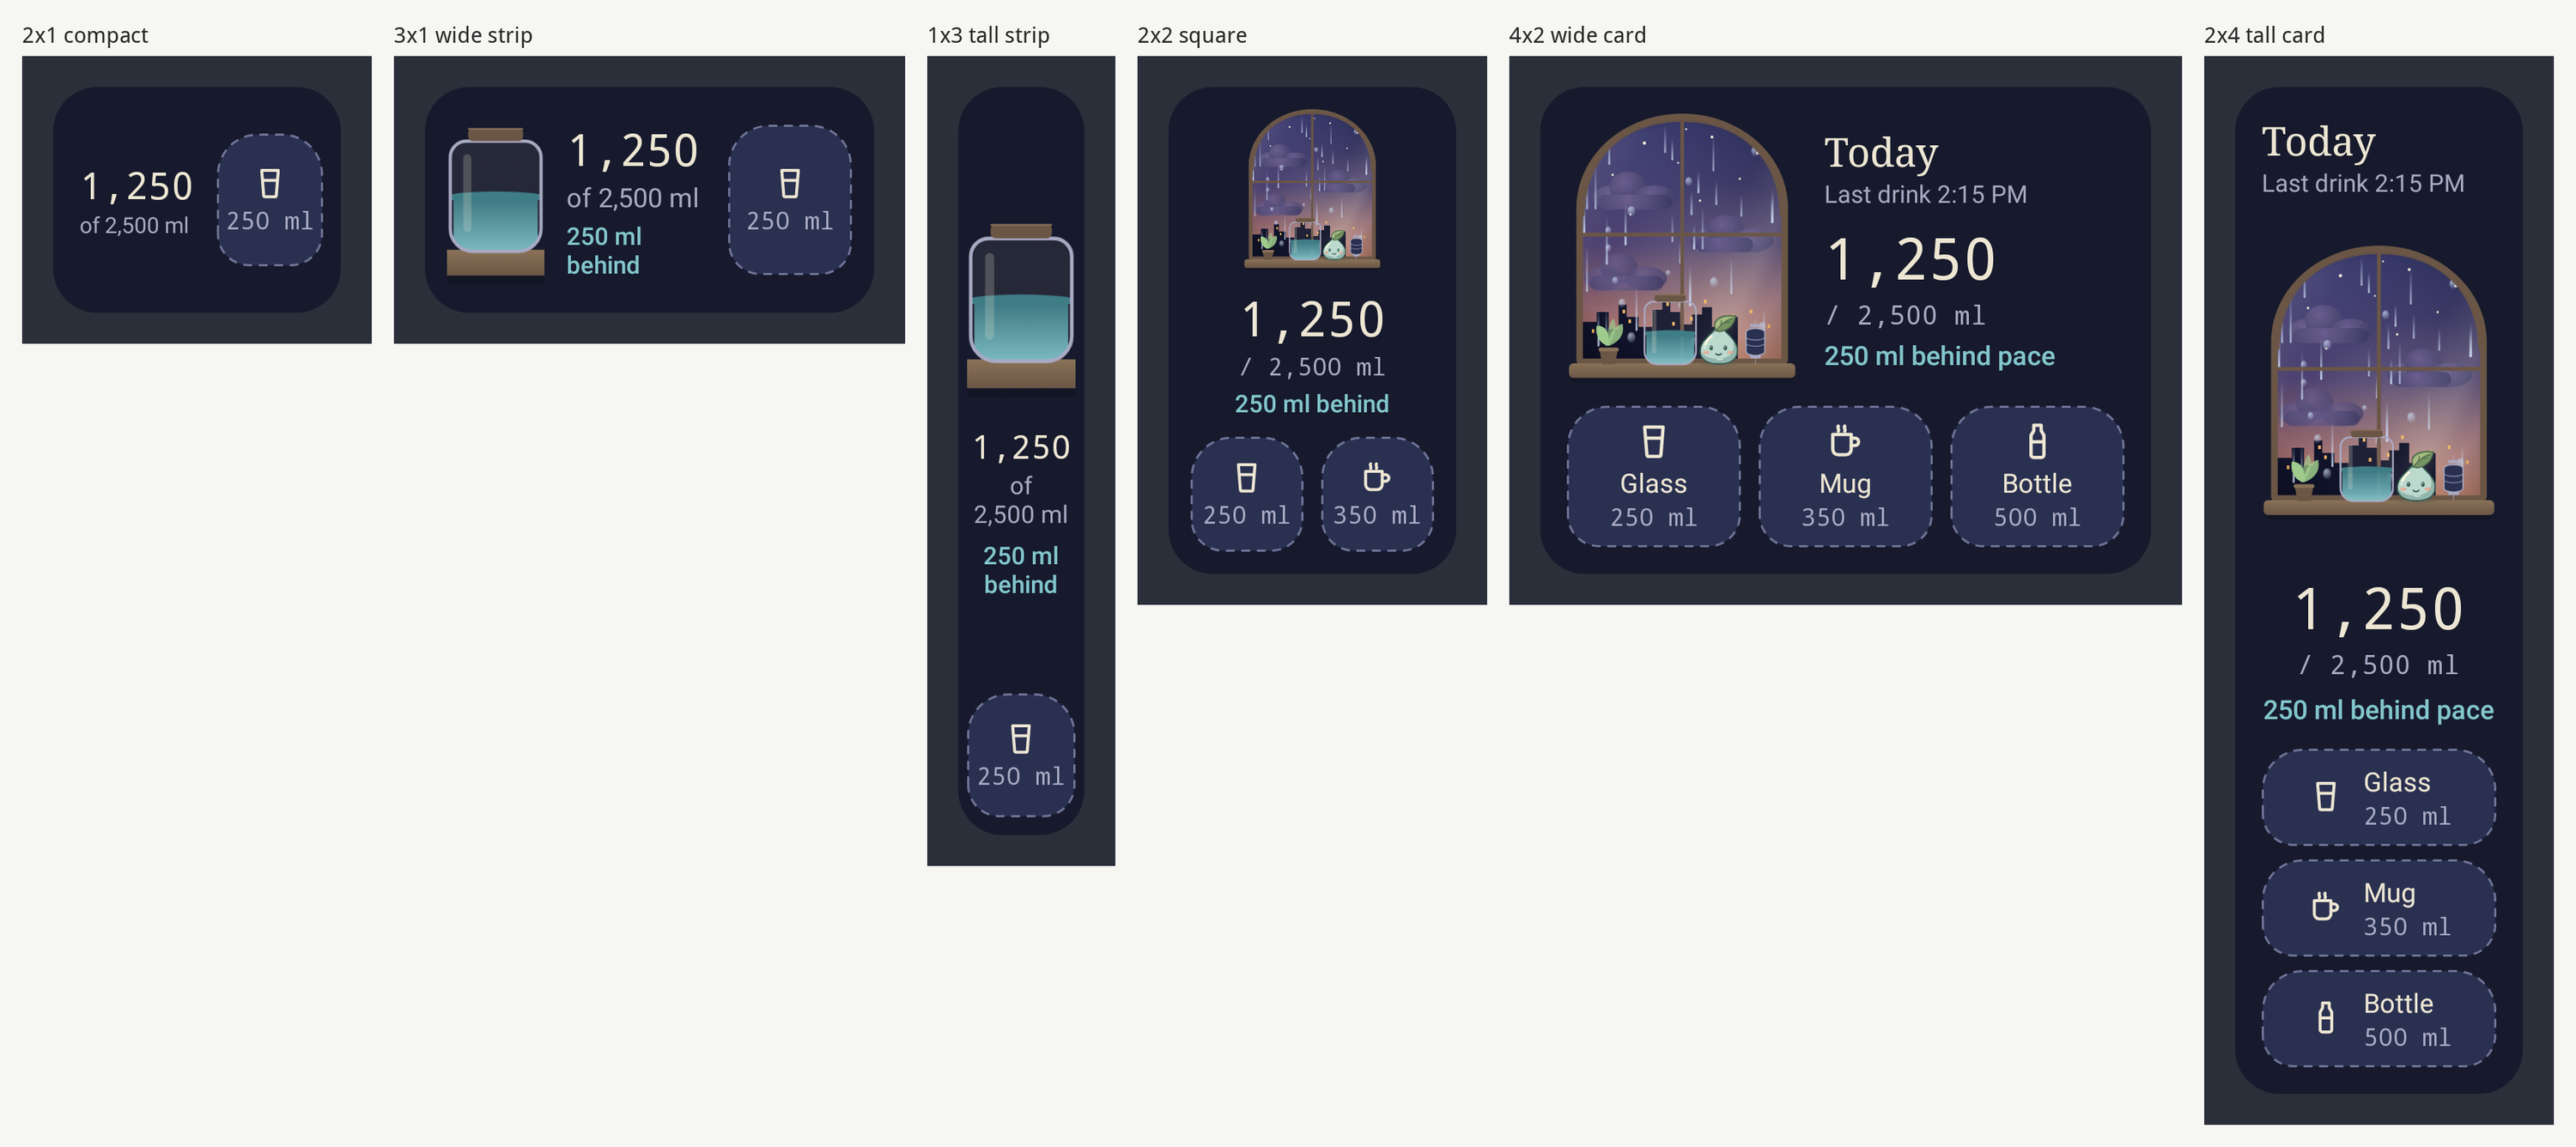 2x1 compact
1,250
of 2,500 ml
250 ml
3x1 wide strip
1,250
of 2,500 ml
250 ml
behind
250 ml
1x3 tall strip
1,250
of
2,500 ml
250 ml
behind
250 ml
2x2 square
1,250
/ 2,500 ml
250 ml behind
250 ml
350 ml
4x2 wide card
Today
Last drink 2:15 PM
1,250
/ 2,500 ml
250 ml behind pace
Glass
250 ml
Mug
350 ml
Bottle
500 ml
2x4 tall card
Today
Last drink 2:15 PM
1,250
/ 2,500 ml
250 ml behind pace
Glass
250 ml
Mug
350 ml
Bottle
500 ml